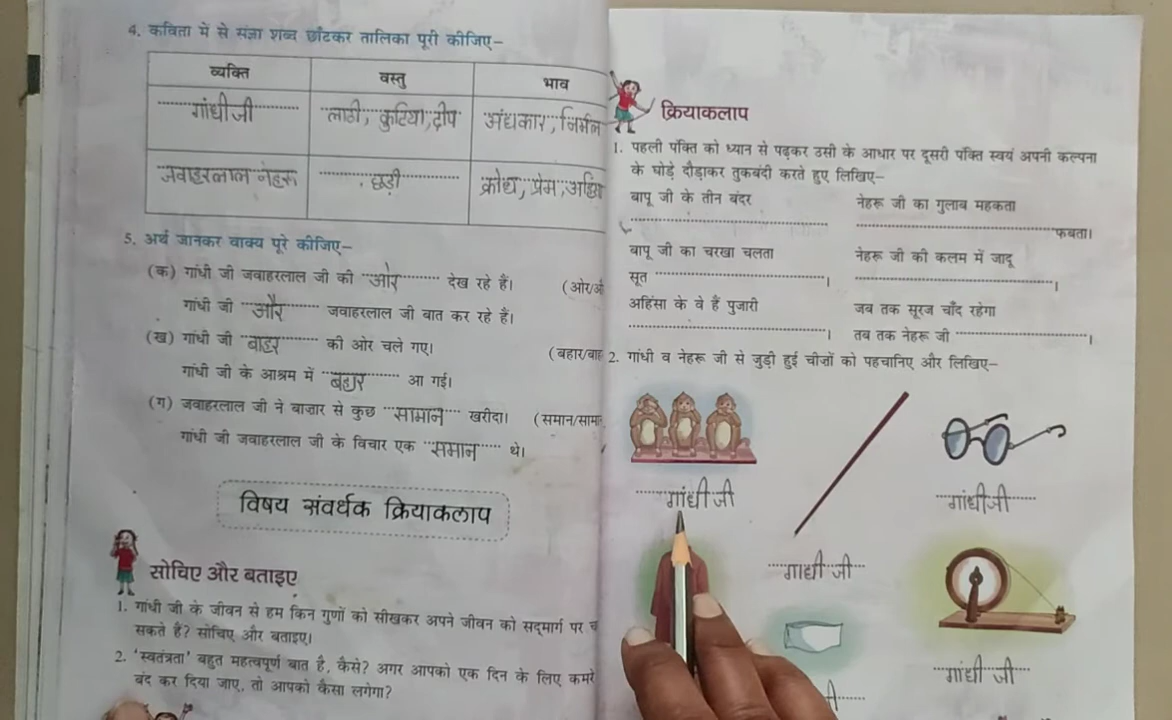 4. कविता में से संज्ञा शब्द छाँटकर तालिका पूरी कीजिए–
व्यक्ति वस्तु भाव
गांधीजी लाठी, कुटिया, दीप अंधकार, निर्मल
जवाहरलाल नेहरू छड़ी क्रोध, प्रेम,
5. अर्थ जानकर वाक्य पूरे कीजिए–
(क) गांधी जी जवाहरलाल जी की ओर देख रहे हैं। (ओर/औ
गांधी जी और जवाहरलाल जी बात कर रहे हैं।
(ख) गांधी जी बाहर की ओर चले गए। (बहार/बाह
गांधी जी के आश्रम में बहार आ गई।
(ग) जवाहरलाल जी ने बाज़ार से कुछ सामान खरीदा। (समान/सामा
गांधी जी जवाहरलाल जी के विचार एक समान थे।
विषय संवर्धक क्रियाकलाप
सोचिए और बताइए
1. गांधी जी के जीवन से हम किन गुणों को सीखकर अपने जीवन को सद्मार्ग पर च
सकते हैं? सोचिए और बताइए।
2. 'स्वतंत्रता' बहुत महत्वपूर्ण बात है, कैसे? अगर आपको एक दिन के लिए कमरे
बंद कर दिया जाए, तो आपको कैसा लगेगा?
क्रियाकलाप
1. पहली पंक्ति को ध्यान से पढ़कर उसी के आधार पर दूसरी पंक्ति स्वयं अपनी कल्पना
के घोड़े दौड़ाकर तुकबंदी करते हुए लिखिए–
बापू जी के तीन बंदर नेहरू जी का गुलाब महकता
फबता।
बापू जी का चरखा चलता नेहरू जी की कलम में जादू
सूत ।
अहिंसा के वे हैं पुजारी जब तक सूरज चाँद रहेगा
। तब तक नेहरू जी ।
2. गांधी व नेहरू जी से जुड़ी हुई चीज़ों को पहचानिए और लिखिए–
गांधी जी गांधीजी
गाधी जी
गांधी जी